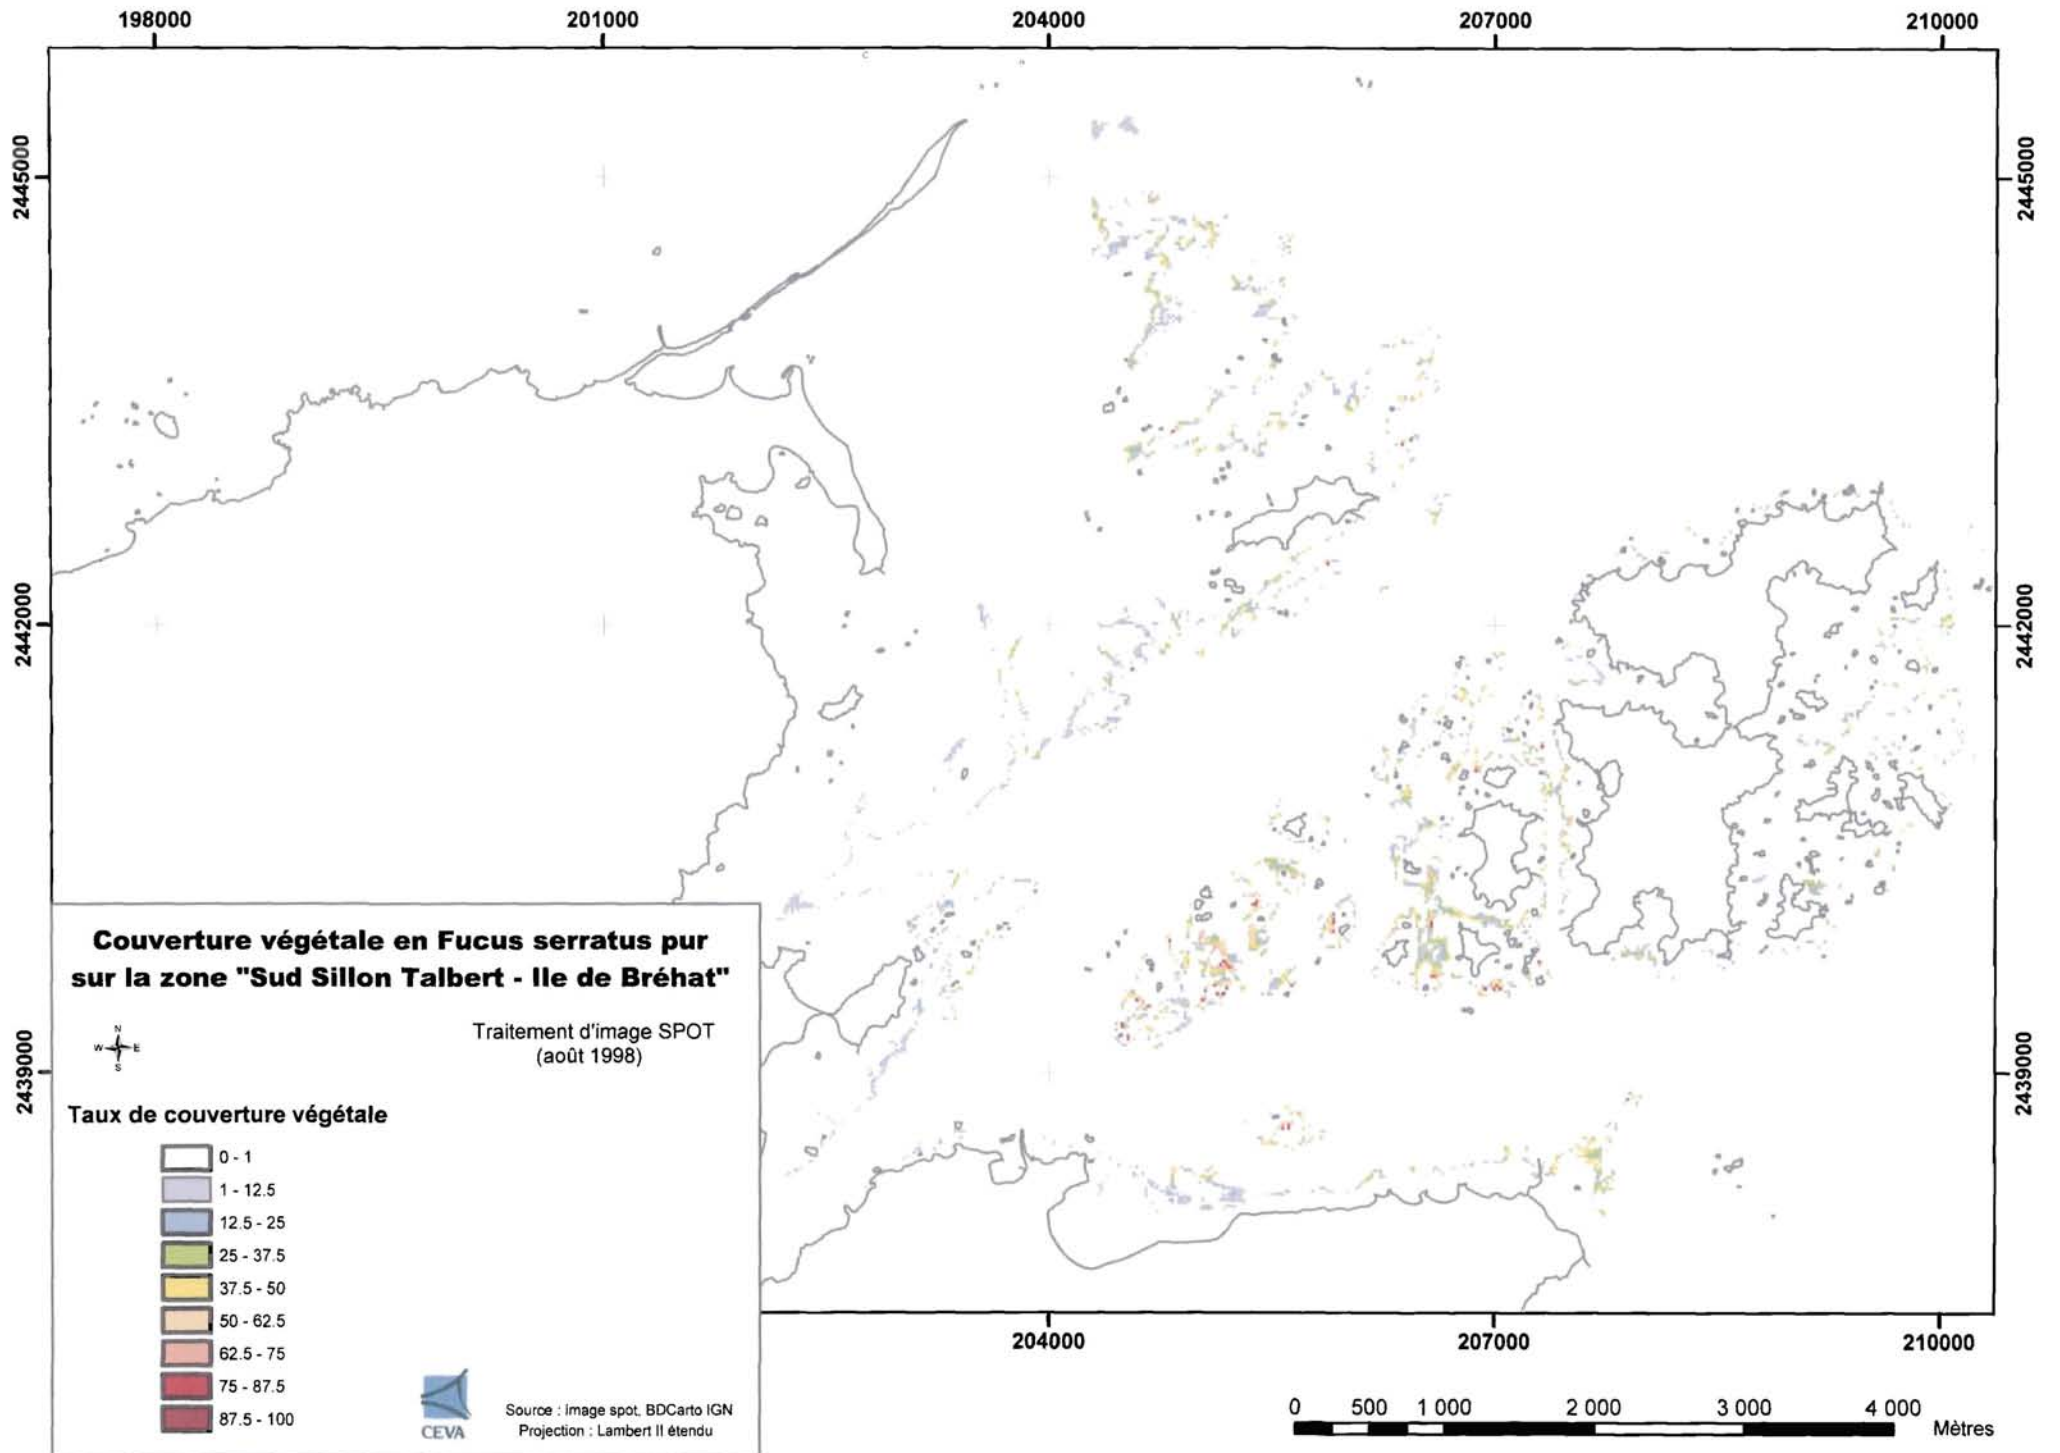 198000 201000 204000 207000 210000
2445000 2445000
2442000 2442000
2439000 2439000
Couverture végétale en Fucus serratus pur
sur la zone "Sud Sillon Talbert - Ile de Bréhat"
N
W E
S
Traitement d'image SPOT
(août 1998)
Taux de couverture végétale
0 - 1
1 - 12.5
12.5 - 25
25 - 37.5
37.5 - 50
50 - 62.5
62.5 - 75
75 - 87.5
87.5 - 100
CEVA
Source : image spot, BDCarto IGN
Projection : Lambert II étendu
204000 207000 210000
0 500 1 000 2 000 3 000 4 000
Mètres